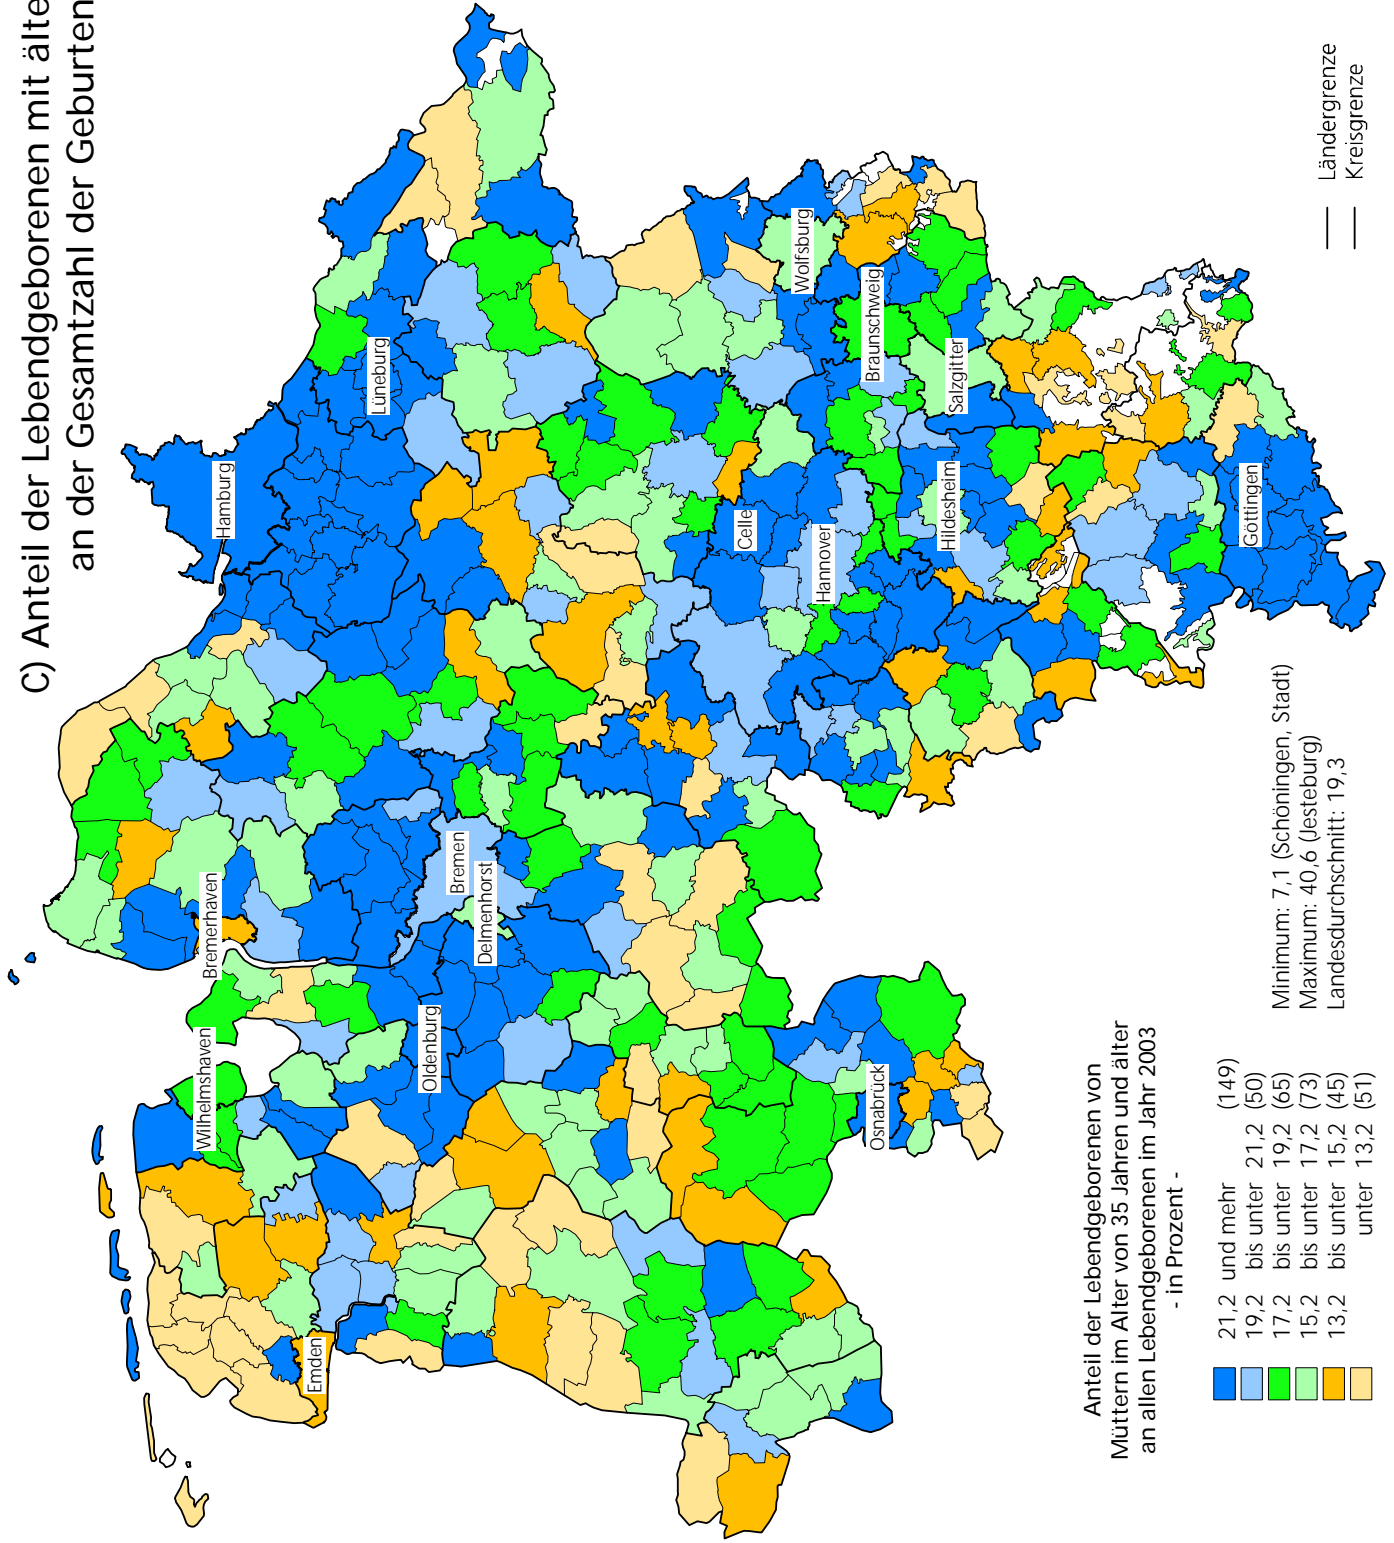 C) Anteil der Lebendgeborenen mit älte
an der Gesamtzahl der Geburten
Hamburg
Lüneburg
Bremerhaven
Wilhelmshaven
Emden
Bremen
Delmenhorst
Oldenburg
Wolfsburg
Braunschweig
Salzgitter
Celle
Hannover
Hildesheim
Göttingen
Osnabrück
Anteil der Lebendgeborenen von
Müttern im Alter von 35 Jahren und älter
an allen Lebendgeborenen im Jahr 2003
- in Prozent -
21,2 und mehr (149)
19,2 bis unter 21,2 (50)
17,2 bis unter 19,2 (65)
15,2 bis unter 17,2 (73)
13,2 bis unter 15,2 (45)
unter 13,2 (51)
Minimum: 7,1 (Schöningen, Stadt)
Maximum: 40,6 (Jesteburg)
Landesdurchschnitt: 19,3
Ländergrenze
Kreisgrenze